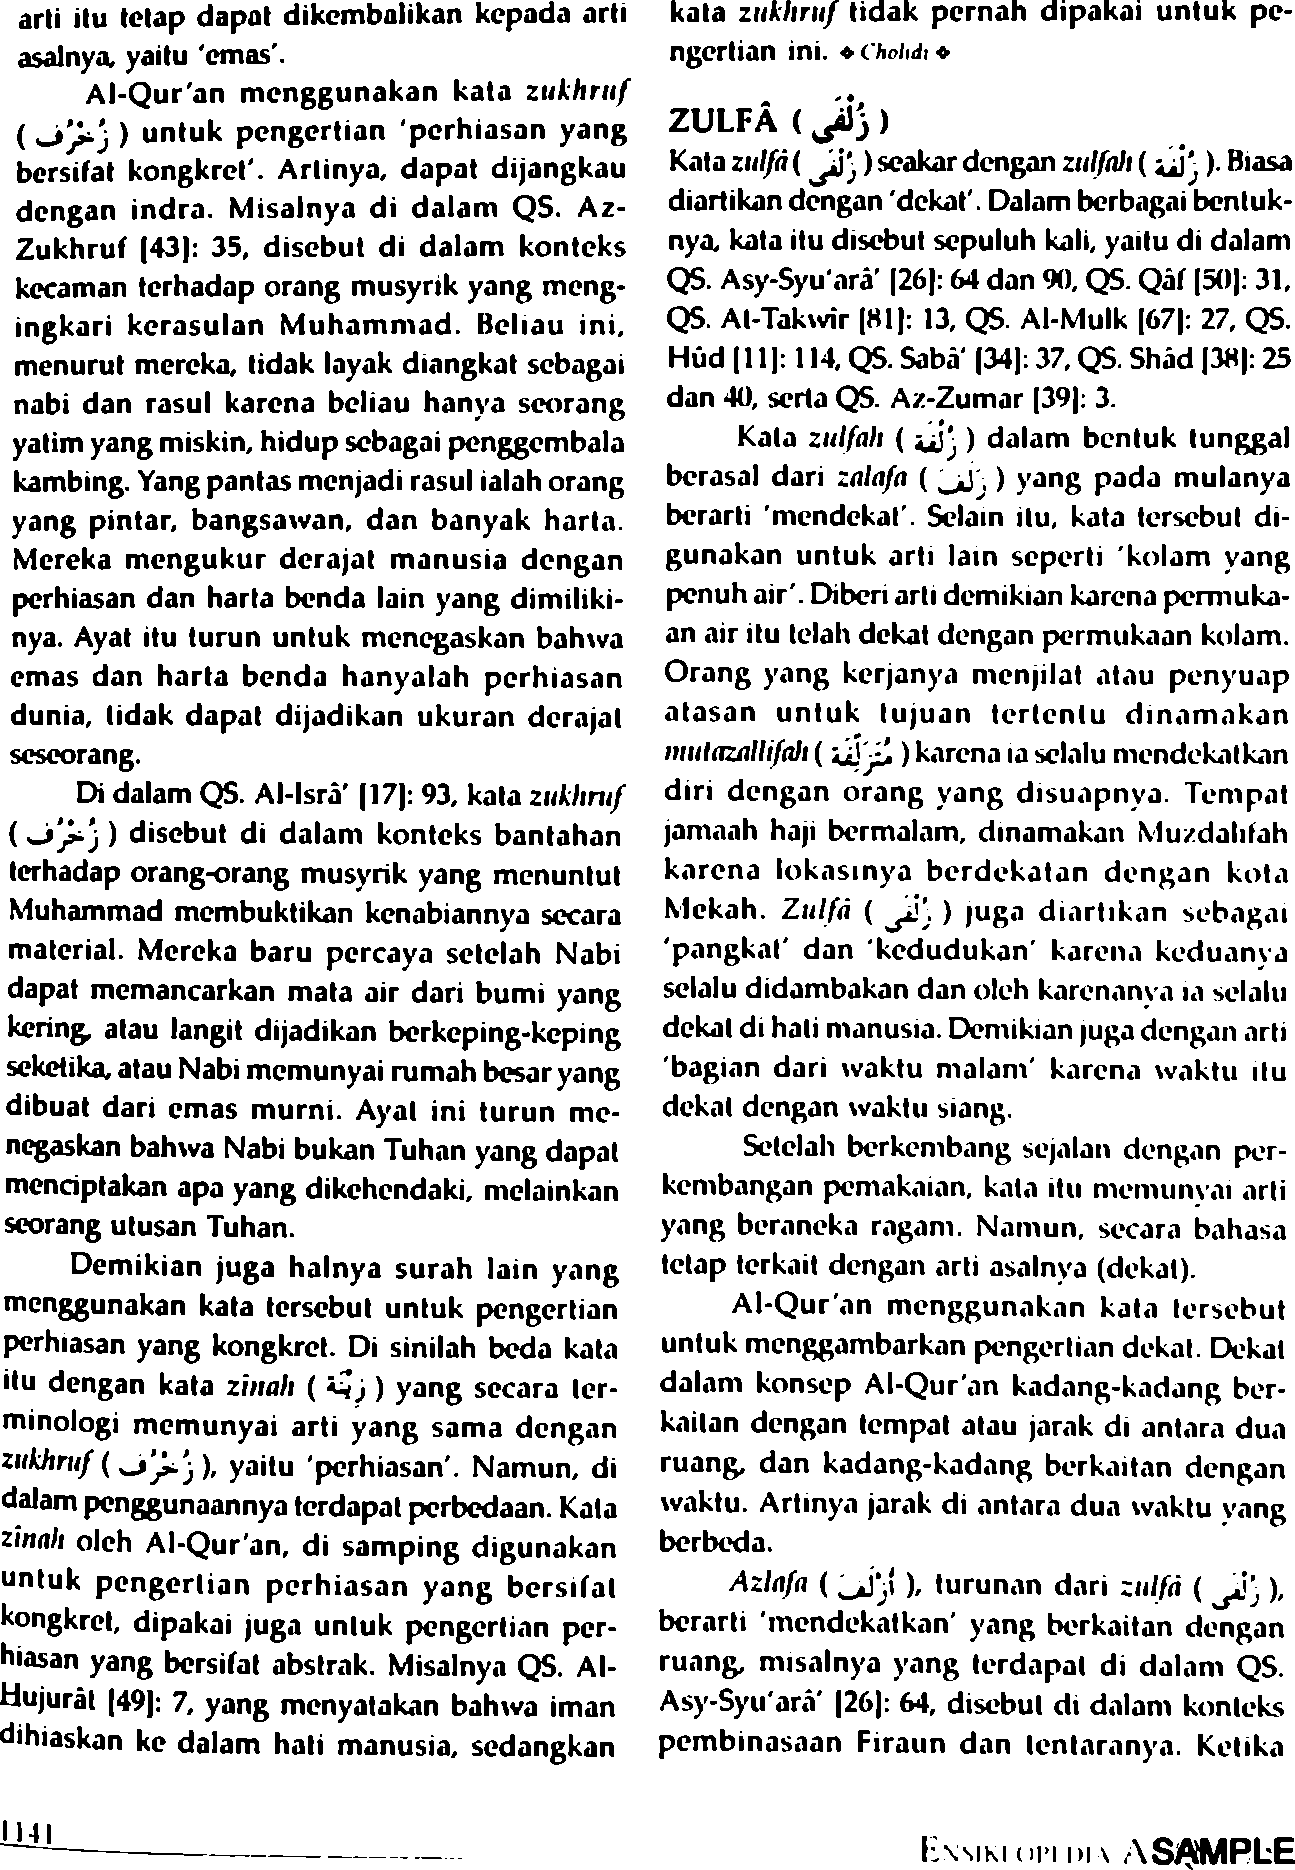 arti itu tetap dapat dikembalikan kepada arti
asalnya, yaitu 'emas'.
Al-Qur'an menggunakan kata zukhruf
( زُخْرُف ) untuk pengertian 'perhiasan yang
bersifat kongkret'. Artinya, dapat dijangkau
dengan indra. Misalnya di dalam QS. Az-
Zukhruf [43]: 35, disebut di dalam konteks
kecaman terhadap orang musyrik yang meng-
ingkari kerasulan Muhammad. Beliau ini,
menurut mereka, tidak layak diangkat sebagai
nabi dan rasul karena beliau hanya seorang
yatim yang miskin, hidup sebagai penggembala
kambing. Yang pantas menjadi rasul ialah orang
yang pintar, bangsawan, dan banyak harta.
Mereka mengukur derajat manusia dengan
perhiasan dan harta benda lain yang dimiliki-
nya. Ayat itu turun untuk menegaskan bahwa
emas dan harta benda hanyalah perhiasan
dunia, tidak dapat dijadikan ukuran derajat
seseorang.
Di dalam QS. Al-Isrâ' [17]: 93, kata zukhruf
( زُخْرُف ) disebut di dalam konteks bantahan
terhadap orang-orang musyrik yang menuntut
Muhammad membuktikan kenabiannya secara
material. Mereka baru percaya setelah Nabi
dapat memancarkan mata air dari bumi yang
kering, atau langit dijadikan berkeping-keping
seketika, atau Nabi memunyai rumah besar yang
dibuat dari emas murni. Ayat ini turun me-
negaskan bahwa Nabi bukan Tuhan yang dapat
menciptakan apa yang dikehendaki, melainkan
seorang utusan Tuhan.
Demikian juga halnya surah lain yang
menggunakan kata tersebut untuk pengertian
perhiasan yang kongkret. Di sinilah beda kata
itu dengan kata zînah ( زِيْنَة ) yang secara ter-
minologi memunyai arti yang sama dengan
zukhruf ( زُخْرُف ), yaitu 'perhiasan'. Namun, di
dalam penggunaannya terdapat perbedaan. Kata
zînah oleh Al-Qur'an, di samping digunakan
untuk pengertian perhiasan yang bersifat
kongkret, dipakai juga untuk pengertian per-
hiasan yang bersifat abstrak. Misalnya QS. Al-
Hujurât [49]: 7, yang menyatakan bahwa iman
dihiaskan ke dalam hati manusia, sedangkan
kata zukhruf tidak pernah dipakai untuk pe-
ngertian ini. ❖ Cholidi ❖
ZULFÂ ( زُلْفَى )
Kata zulfâ ( زُلْفَى ) seakar dengan zulfah ( زُلْفَة ). Biasa
diartikan dengan 'dekat'. Dalam berbagai bentuk-
nya, kata itu disebut sepuluh kali, yaitu di dalam
QS. Asy-Syu'arâ' [26]: 64 dan 90, QS. Qâf [50]: 31,
QS. At-Takwir [81]: 13, QS. Al-Mulk [67]: 27, QS.
Hûd [11]: 114, QS. Saba' [34]: 37, QS. Shâd [38]: 25
dan 40, serta QS. Az-Zumar [39]: 3.
Kata zulfah ( زُلْفَة ) dalam bentuk tunggal
berasal dari zalafa ( زَلَفَ ) yang pada mulanya
berarti 'mendekat'. Selain itu, kata tersebut di-
gunakan untuk arti lain seperti 'kolam yang
penuh air'. Diberi arti demikian karena permuka-
an air itu telah dekat dengan permukaan kolam.
Orang yang kerjanya menjilat atau penyuap
atasan untuk tujuan tertentu dinamakan
mutazallifah ( مُتَزَلِّفَة ) karena ia selalu mendekatkan
diri dengan orang yang disuapnya. Tempat
jamaah haji bermalam, dinamakan Muzdalifah
karena lokasinya berdekatan dengan kota
Mekah. Zulfâ ( زُلْفَى ) juga diartikan sebagai
'pangkat' dan 'kedudukan' karena keduanya
selalu didambakan dan oleh karenanya ia selalu
dekat di hati manusia. Demikian juga dengan arti
'bagian dari waktu malam' karena waktu itu
dekat dengan waktu siang.
Setelah berkembang sejalan dengan per-
kembangan pemakaian, kata itu memunyai arti
yang beraneka ragam. Namun, secara bahasa
tetap terkait dengan arti asalnya (dekat).
Al-Qur'an menggunakan kata tersebut
untuk menggambarkan pengertian dekat. Dekat
dalam konsep Al-Qur'an kadang-kadang ber-
kaitan dengan tempat atau jarak di antara dua
ruang, dan kadang-kadang berkaitan dengan
waktu. Artinya jarak di antara dua waktu yang
berbeda.
Azlafa ( أَزْلَفَ ), turunan dari zulfâ ( زُلْفَى ),
berarti 'mendekatkan' yang berkaitan dengan
ruang, misalnya yang terdapat di dalam QS.
Asy-Syu'arâ' [26]: 64, disebut di dalam konteks
pembinasaan Firaun dan tentaranya. Ketika
1141
ENSIKLOPEDIA A SAMPLE